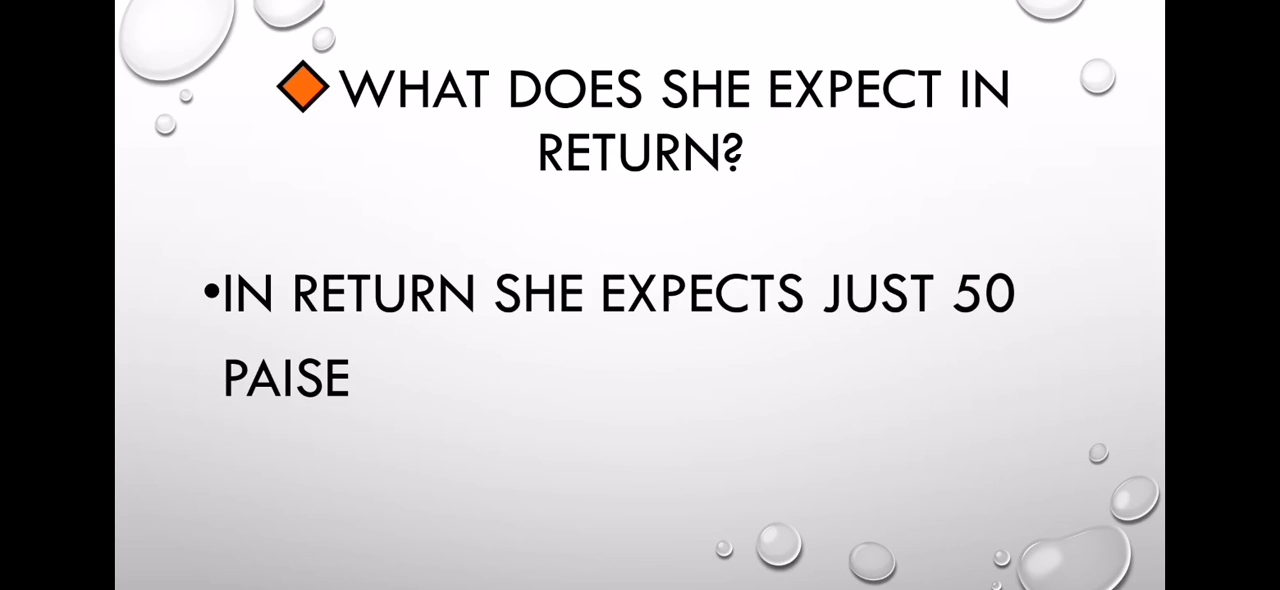 WHAT DOES SHE EXPECT IN
RETURN?
•IN RETURN SHE EXPECTS JUST 50
PAISE